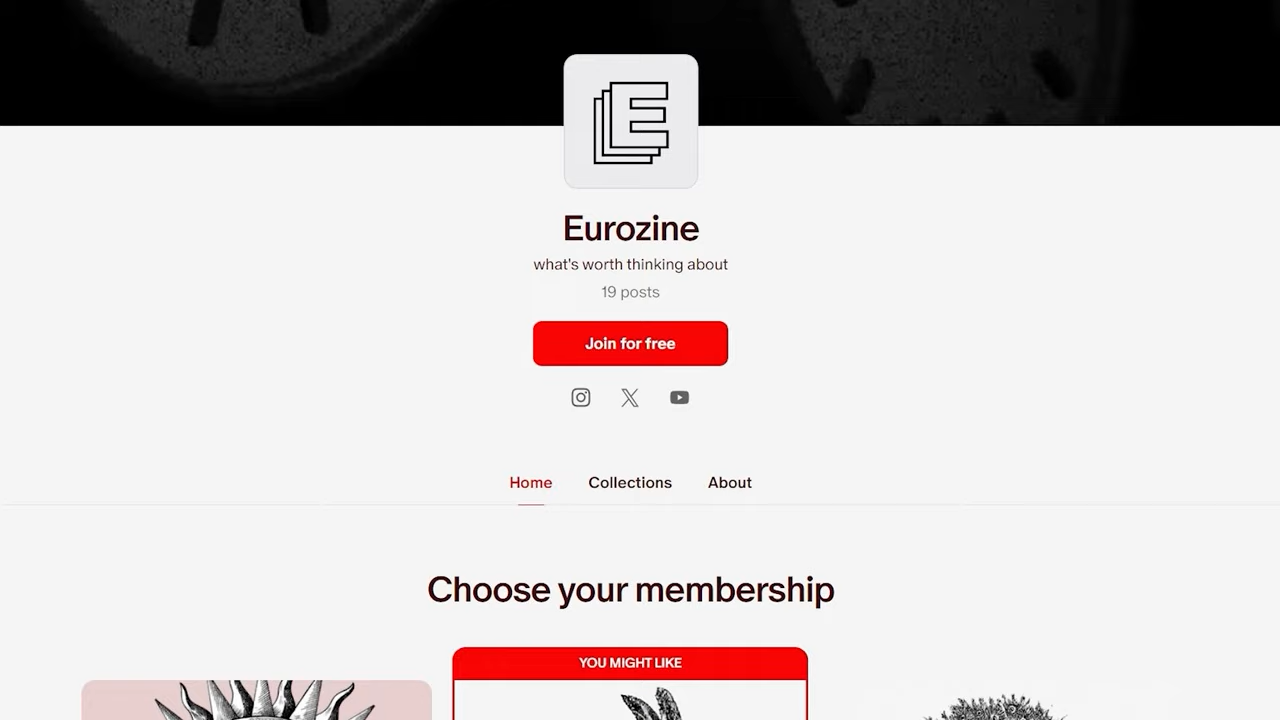 E
Eurozine
what's worth thinking about
19 posts
Join for free
Home Collections About
Choose your membership
YOU MIGHT LIKE